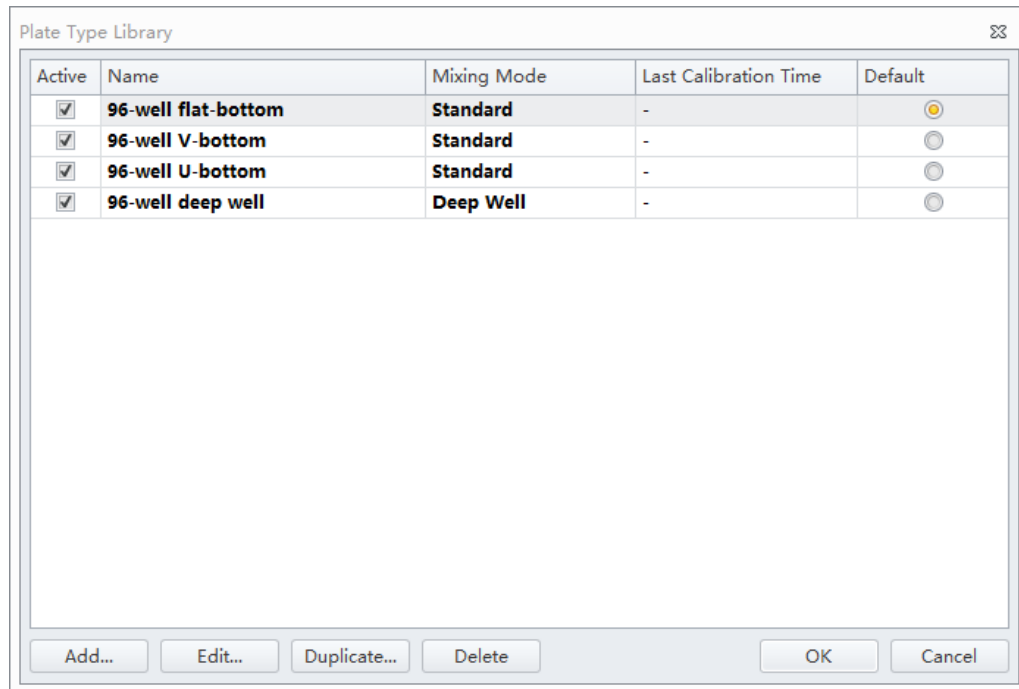 Plate Type Library
Active Name Mixing Mode Last Calibration Time Default
96-well flat-bottom Standard -
96-well V-bottom Standard -
96-well U-bottom Standard -
96-well deep well Deep Well -
Add... Edit... Duplicate... Delete OK Cancel